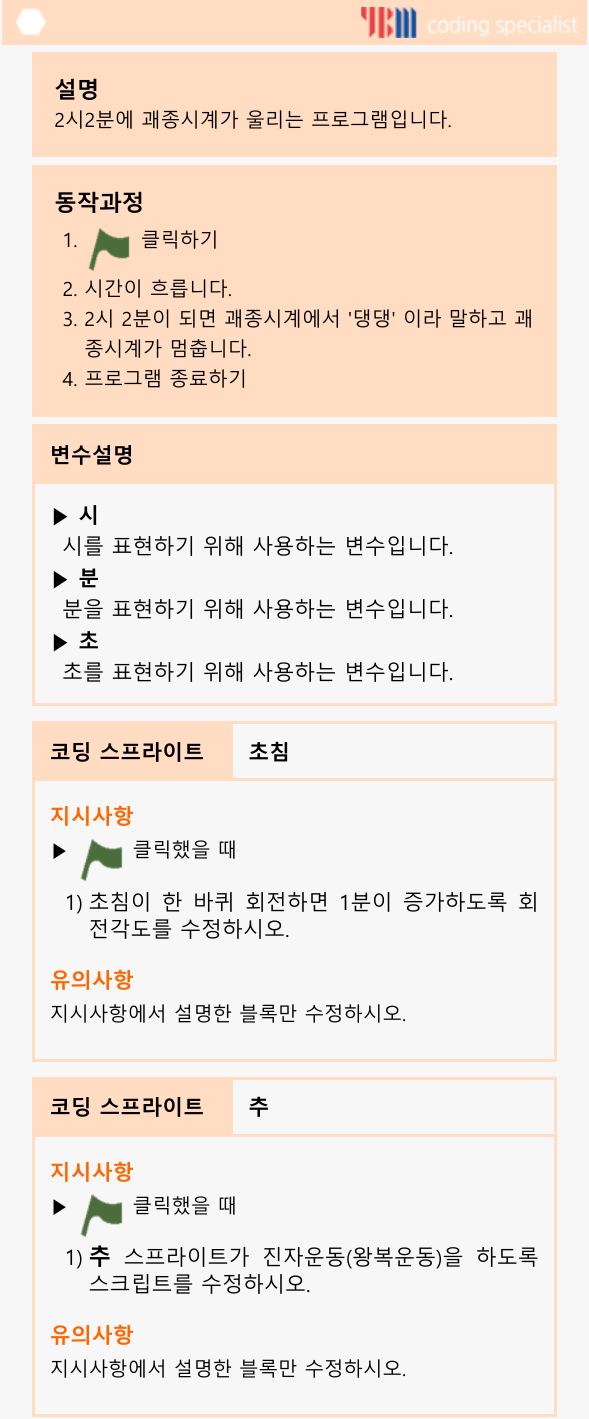 YBM coding specialist
설명
2시2분에 괘종시계가 울리는 프로그램입니다.
동작과정
1. 클릭하기
2. 시간이 흐릅니다.
3. 2시 2분이 되면 괘종시계에서 '댕댕' 이라 말하고 괘
종시계가 멈춥니다.
4. 프로그램 종료하기
변수설명
▶ 시
시를 표현하기 위해 사용하는 변수입니다.
▶ 분
분을 표현하기 위해 사용하는 변수입니다.
▶ 초
초를 표현하기 위해 사용하는 변수입니다.
코딩 스프라이트 초침
지시사항
▶ 클릭했을 때
1) 초침이 한 바퀴 회전하면 1분이 증가하도록 회
전각도를 수정하시오.
유의사항
지시사항에서 설명한 블록만 수정하시오.
코딩 스프라이트 추
지시사항
▶ 클릭했을 때
1) 추 스프라이트가 진자운동(왕복운동)을 하도록
스크립트를 수정하시오.
유의사항
지시사항에서 설명한 블록만 수정하시오.